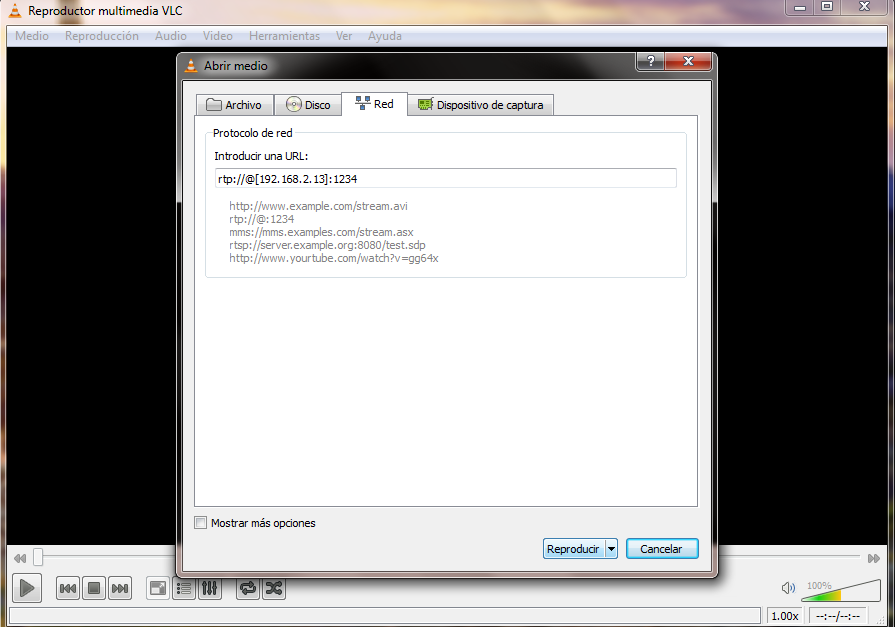 Reproductor multimedia VLC
Medio Reproducción Audio Video Herramientas Ver Ayuda
Abrir medio
?
Archivo Disco Red Dispositivo de captura
Protocolo de red
Introducir una URL:
rtp://@[192.168.2.13]:1234
http://www.example.com/stream.avi
rtp://@:1234
mms://mms.examples.com/stream.asx
rtsp://server.example.org:8080/test.sdp
http://www.yourtube.com/watch?v=gg64x
Mostrar más opciones
Reproducir Cancelar
100%
1.00x --:--/--:--